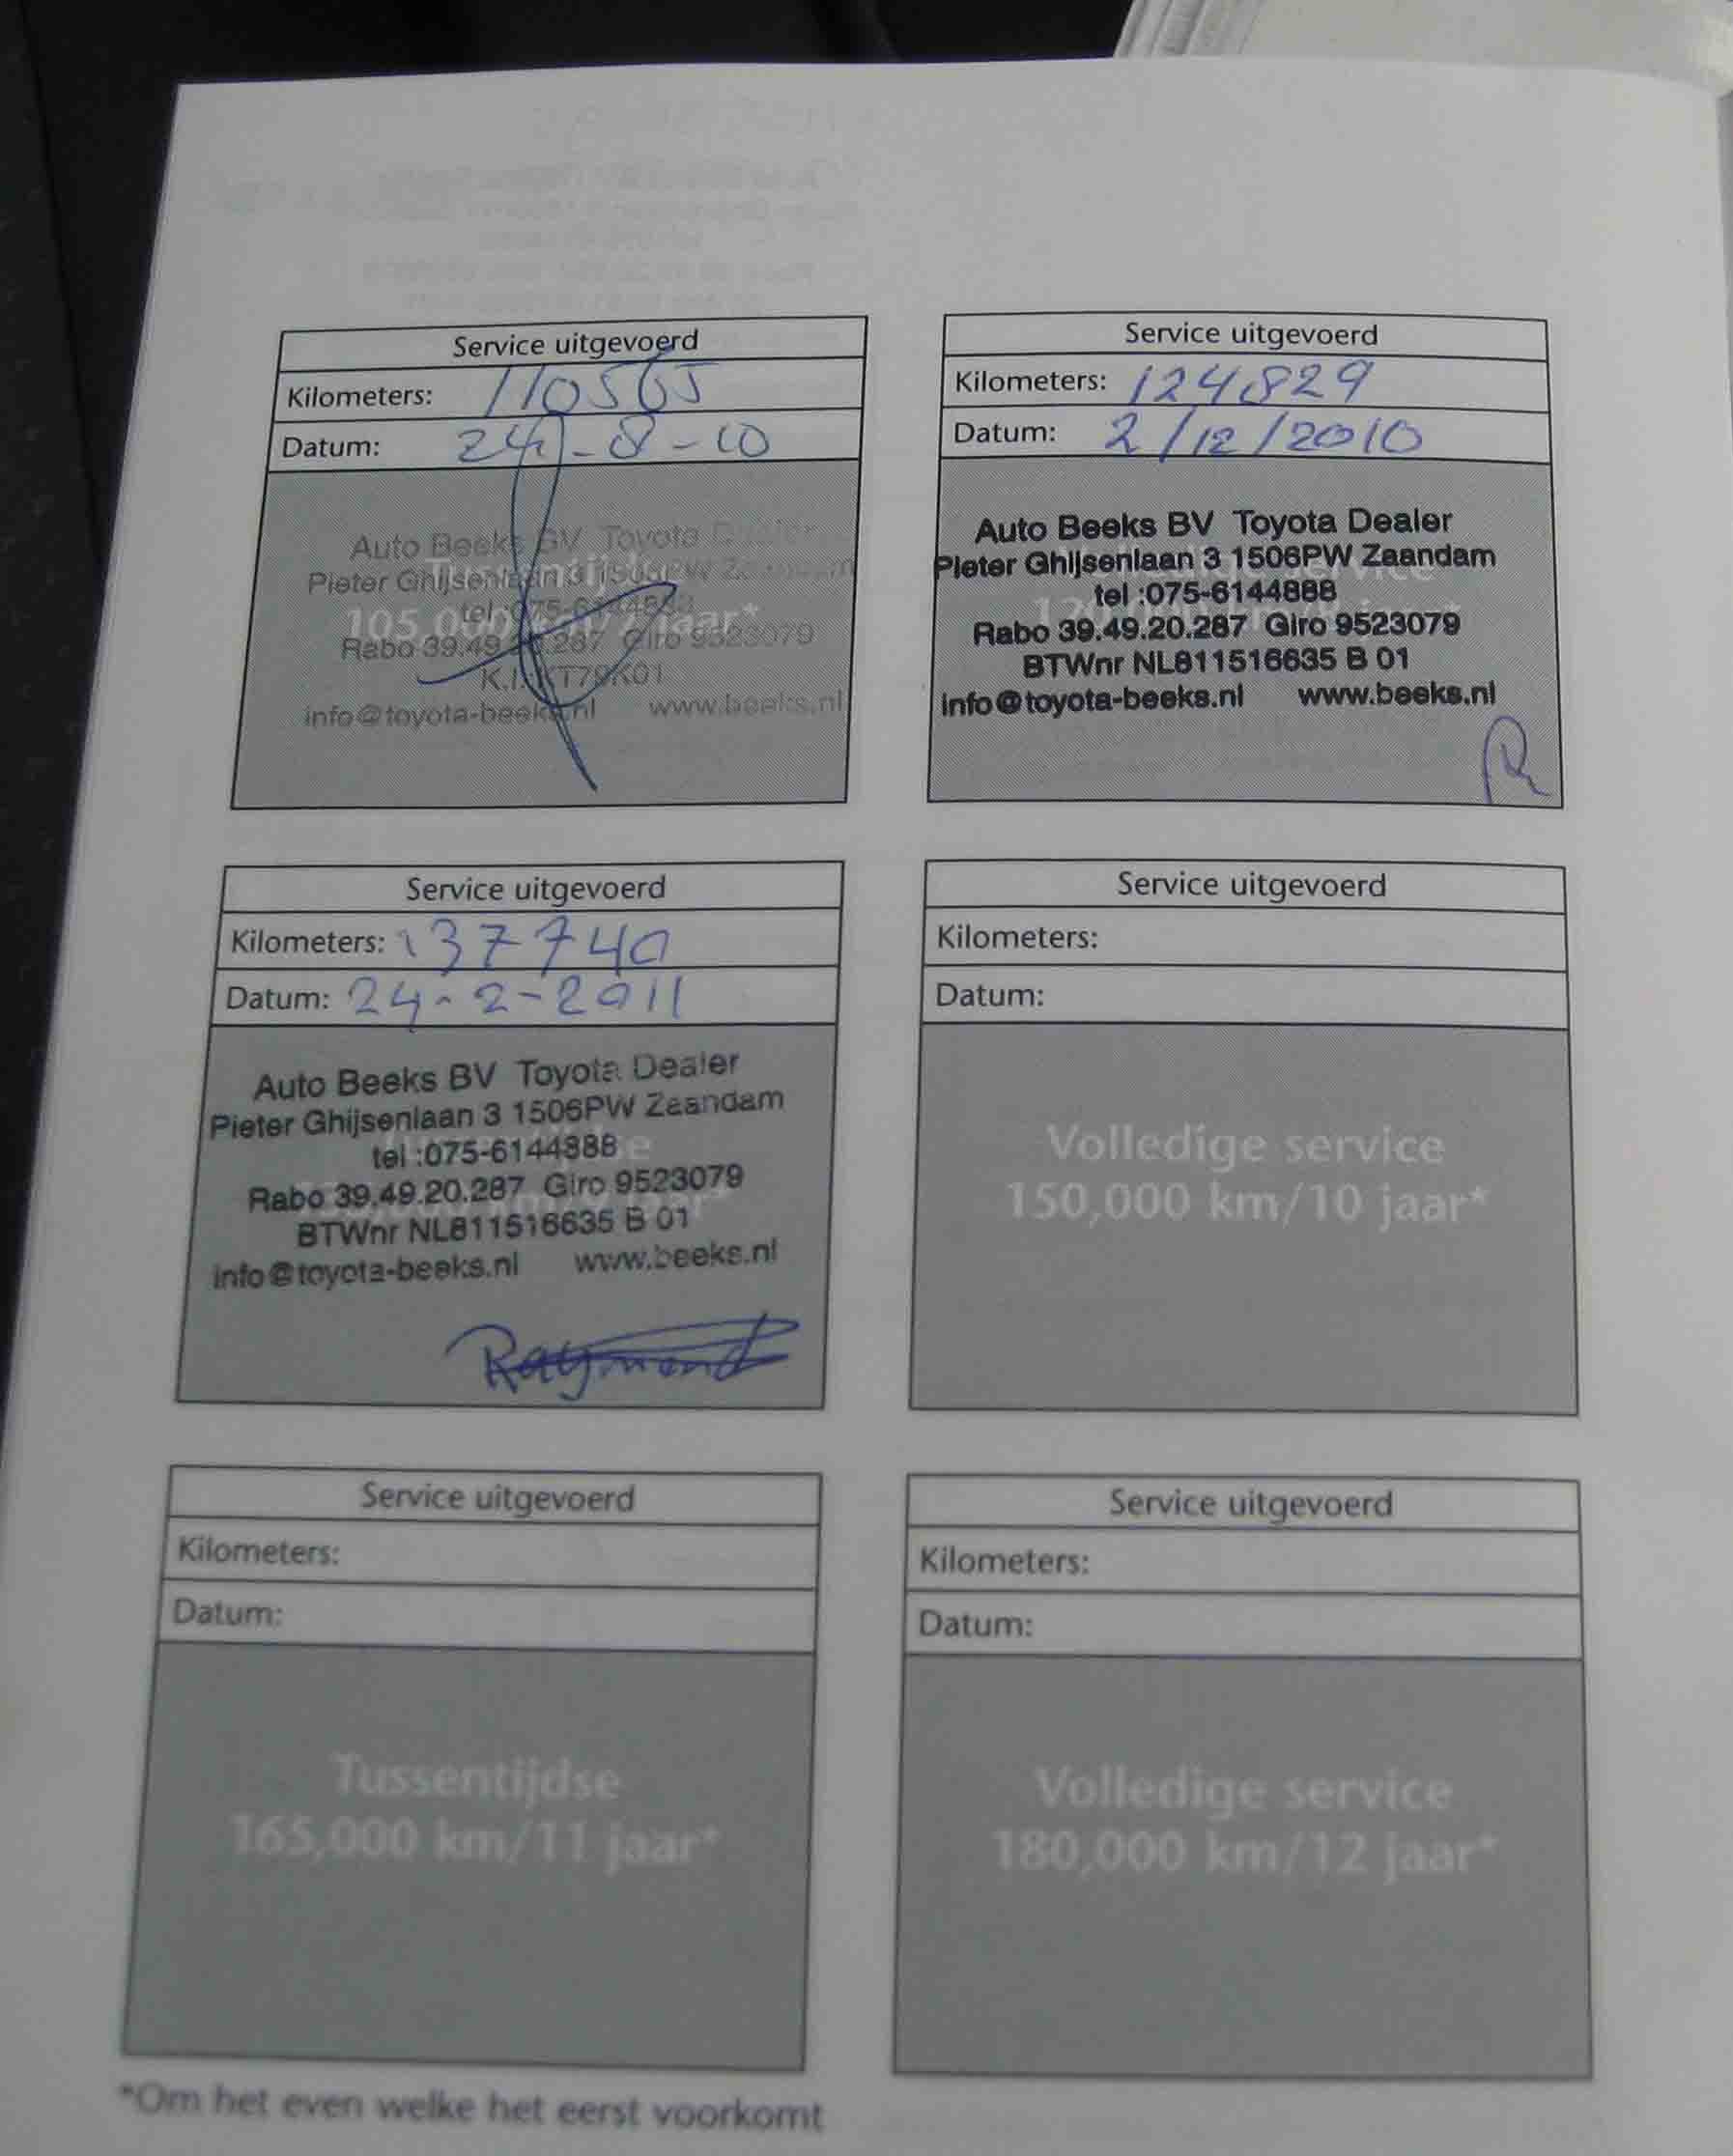 Service uitgevoerd
Kilometers: 110565
Datum: 24-8-10
Auto Beeks BV Toyota Dealer
Pieter Ghijsenlaan 3 1506PW Zaandam
tel :075-6144888
105,000 jaar*
Rabo 39.49.20.287 Giro 9523079
info@toyota-beeks.nl www.beeks.nl
Service uitgevoerd
Kilometers: 124829
Datum: 2/12/2010
Auto Beeks BV Toyota Dealer
Pieter Ghijsenlaan 3 1506PW Zaandam
tel :075-6144888
Rabo 39.49.20.287 Giro 9523079
BTWnr NL811516635 B 01
info@toyota-beeks.nl www.beeks.nl
R
Service uitgevoerd
Kilometers: 137740
Datum: 24-2-2011
Auto Beeks BV Toyota Dealer
Pieter Ghijsenlaan 3 1506PW Zaandam
tel :075-6144888
Rabo 39.49.20.287 Giro 9523079
BTWnr NL811516635 B 01
info@toyota-beeks.nl www.beeks.nl
Raymond
Service uitgevoerd
Kilometers:
Datum:
Volledige service
150,000 km/10 jaar*
Service uitgevoerd
Kilometers:
Datum:
Tussentijdse
165,000 km/11 jaar*
Service uitgevoerd
Kilometers:
Datum:
Volledige service
180,000 km/12 jaar*
*Om het even welke het eerst voorkomt